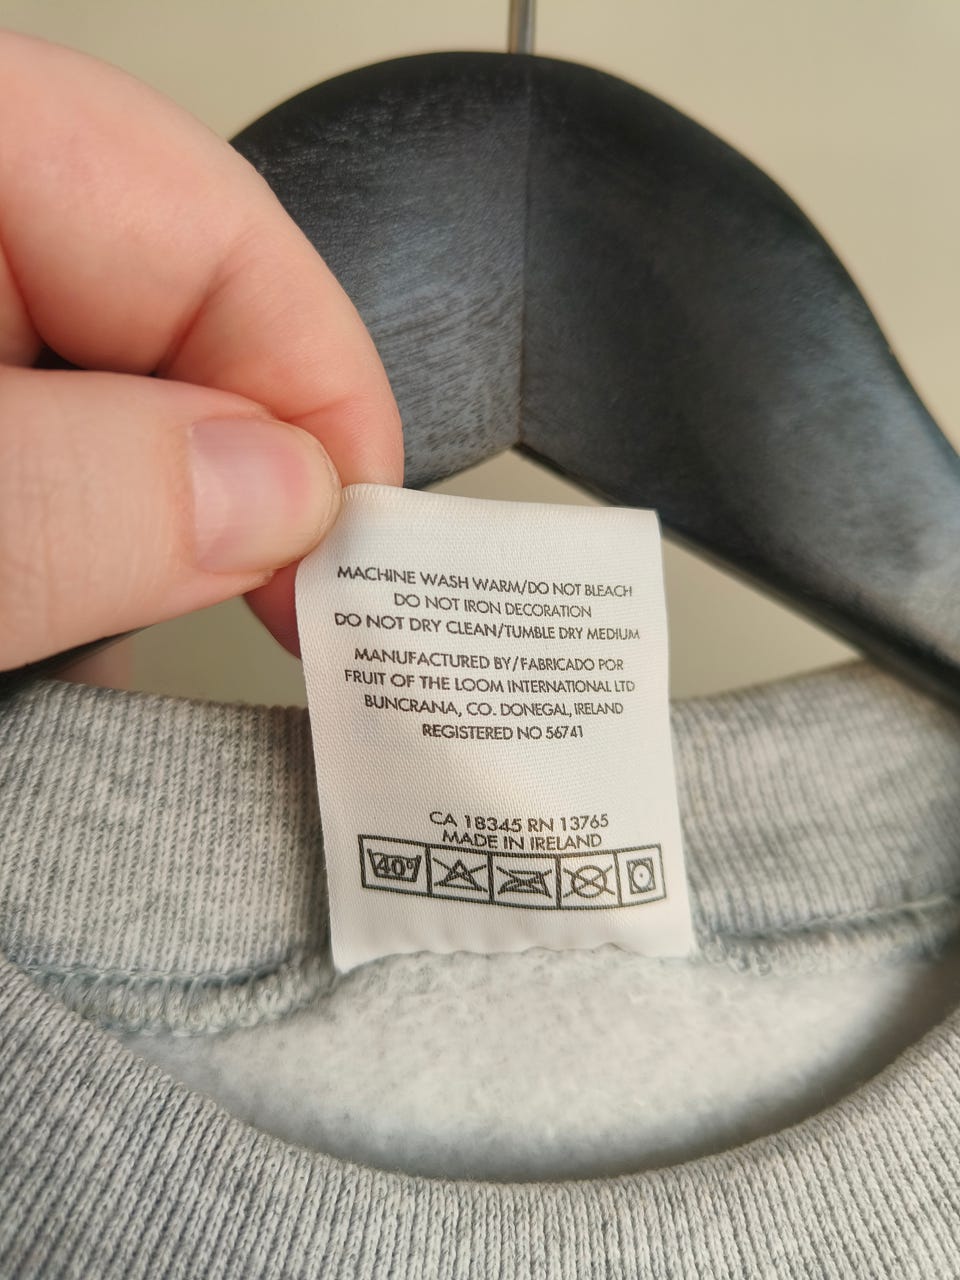 MACHINE WASH WARM/DO NOT BLEACH
DO NOT IRON DECORATION
DO NOT DRY CLEAN/TUMBLE DRY MEDIUM
MANUFACTURED BY/FABRICADO POR
FRUIT OF THE LOOM INTERNATIONAL LTD
BUNCRANA, CO. DONEGAL, IRELAND
REGISTERED NO 56741
CA 18345 RN 13765
MADE IN IRELAND
40°